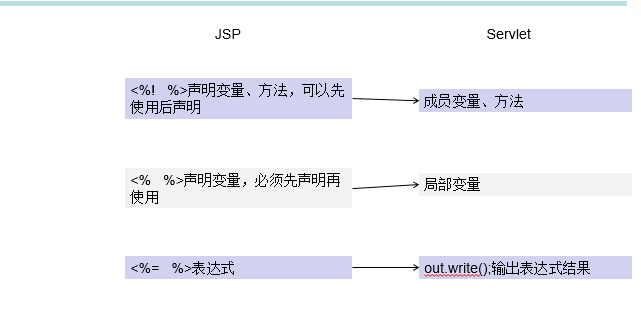 JSP
Servlet
<%!   %>声明变量、方法，可以先
使用后声明
成员变量、方法
<%   %>声明变量，必须先声明再
使用
局部变量
<%=   %>表达式
out.write();输出表达式结果